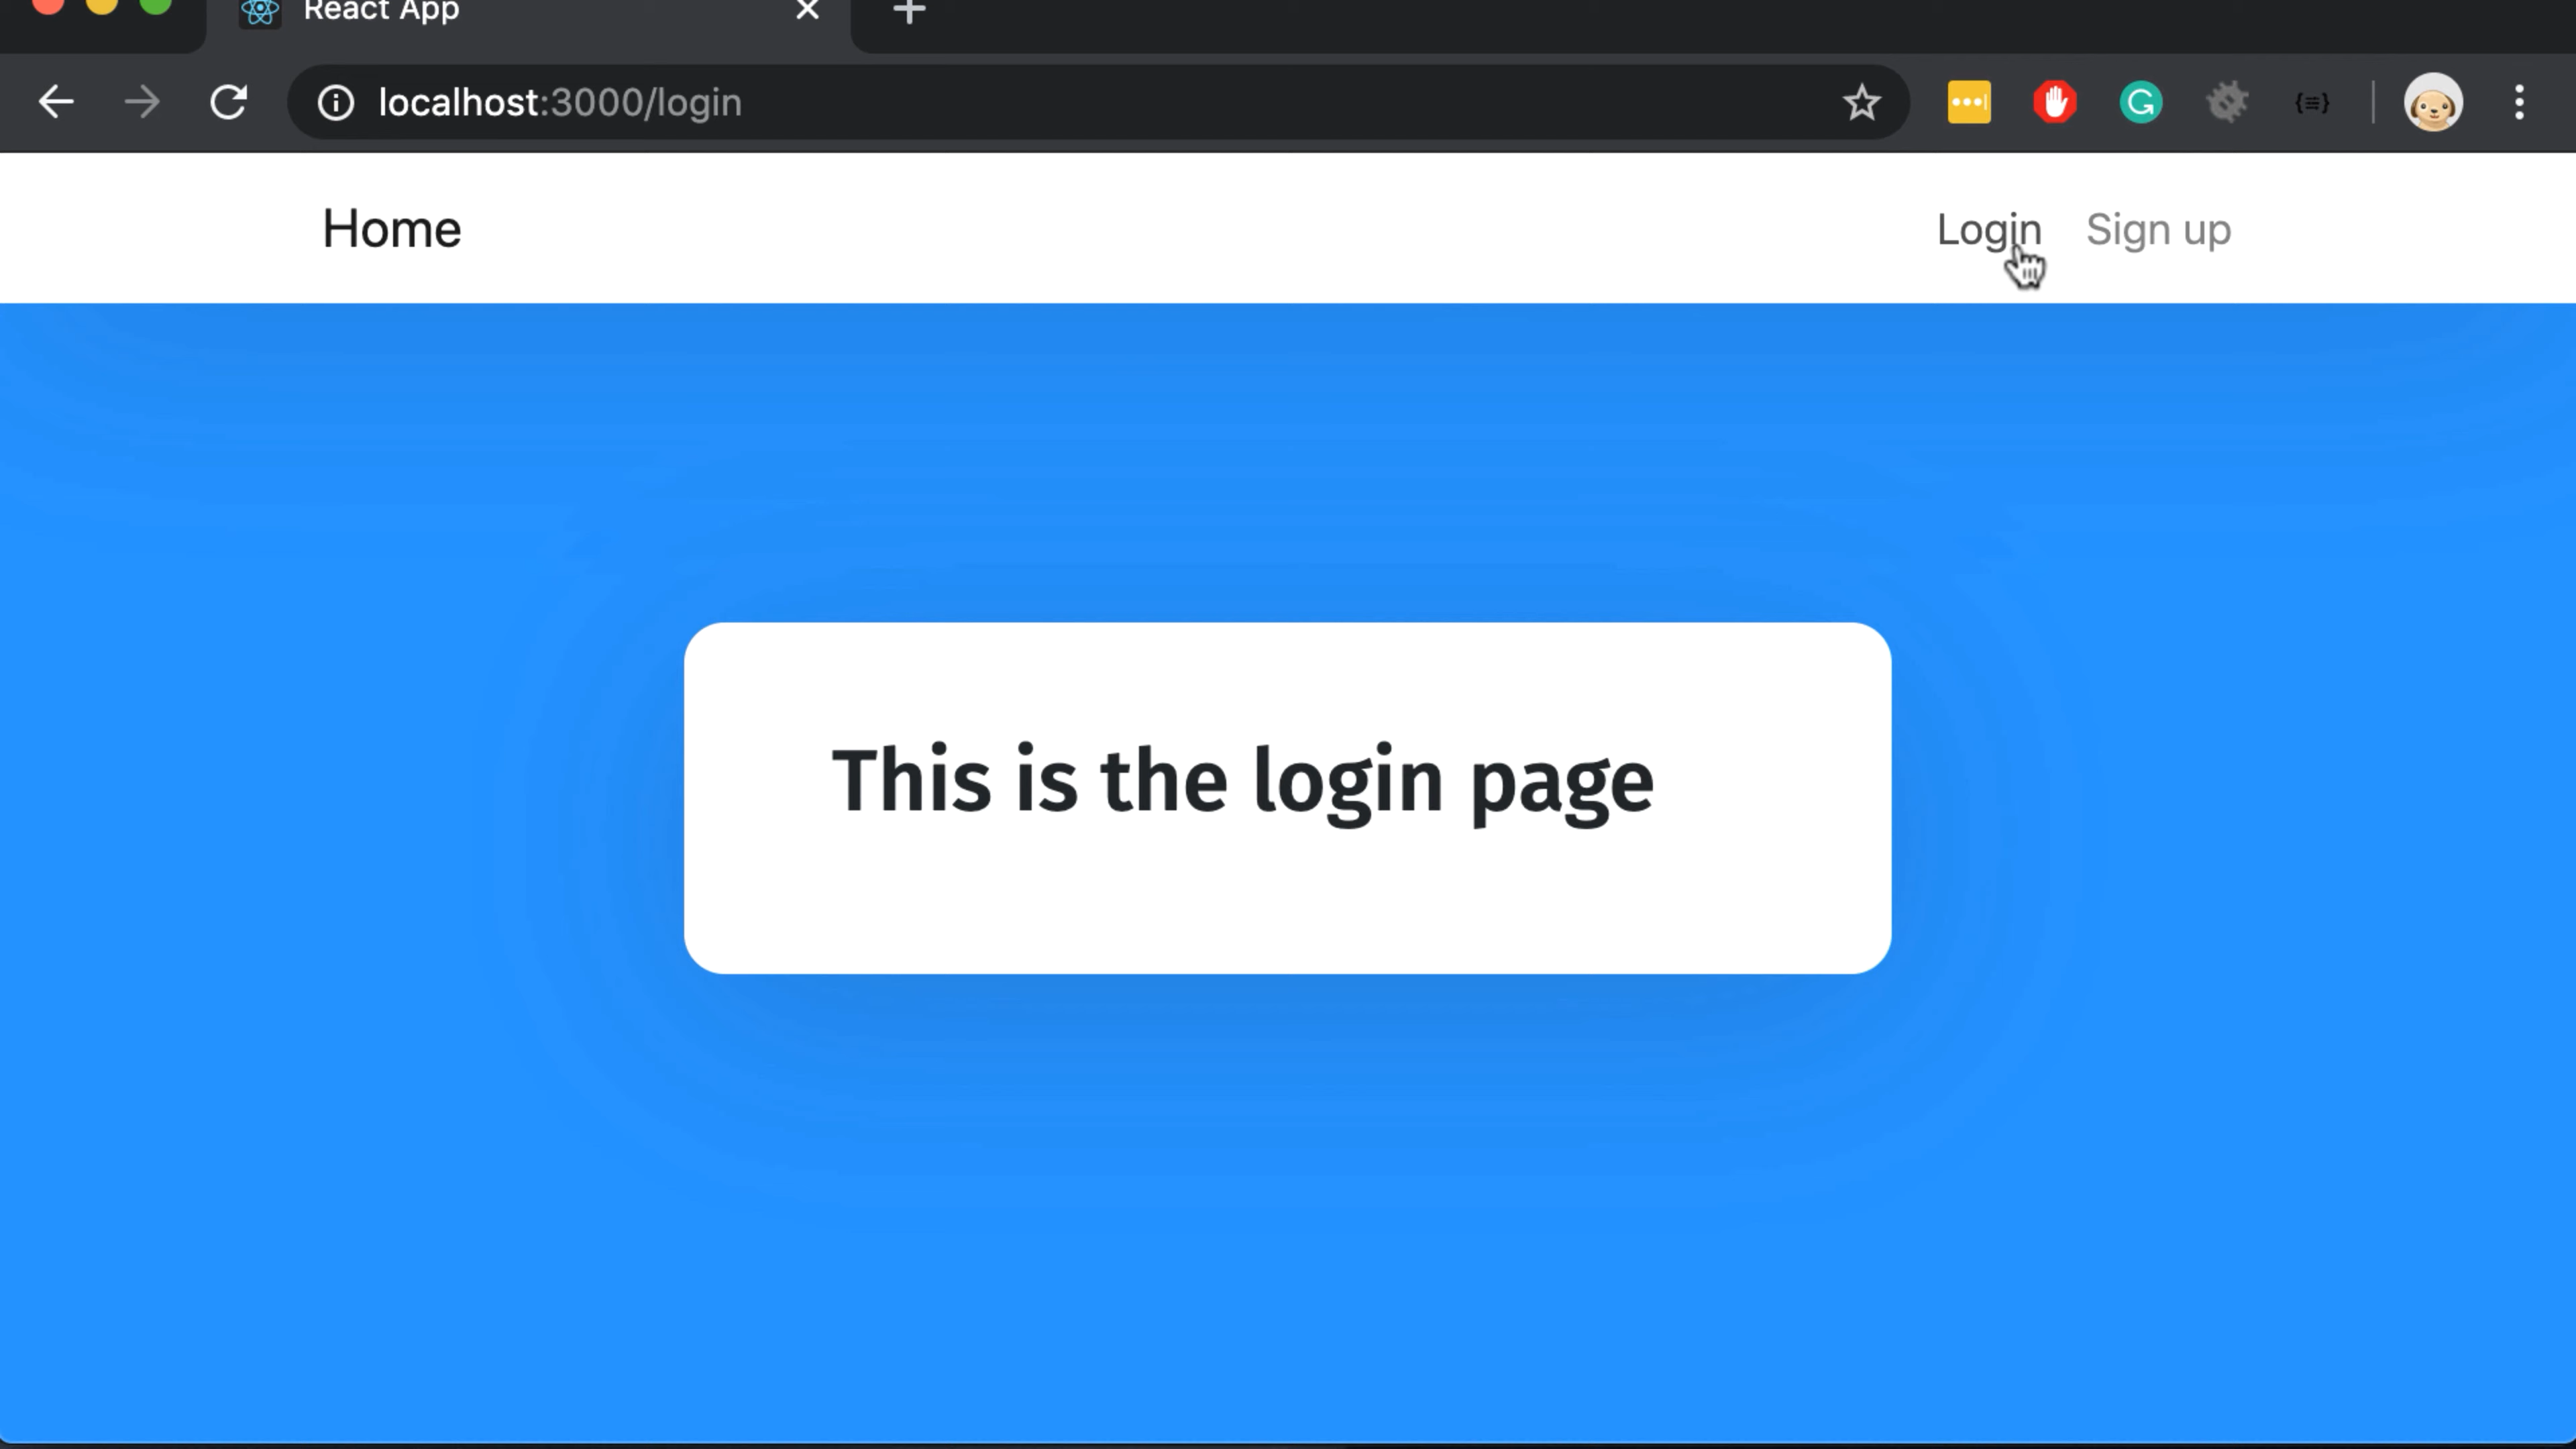 React App
localhost:3000/login
Home
Login Sign up
This is the login page